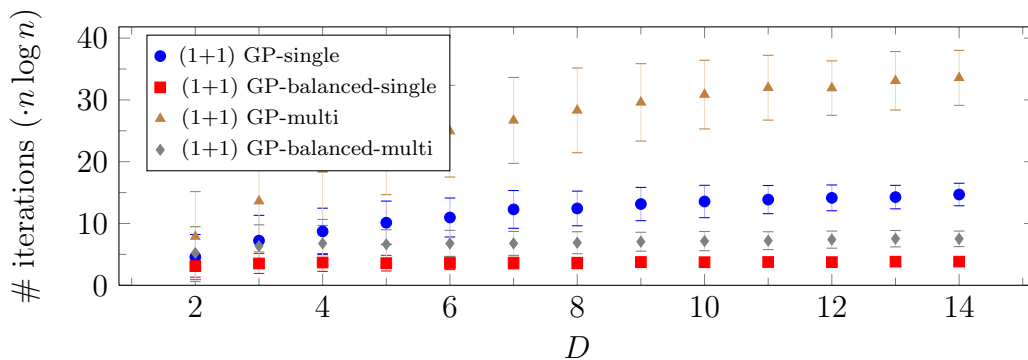 # iterations (·n log n)
40
30
20
10
0
(1+1) GP-single
(1+1) GP-balanced-single
(1+1) GP-multi
(1+1) GP-balanced-multi
2 4 6 8 10 12 14
D